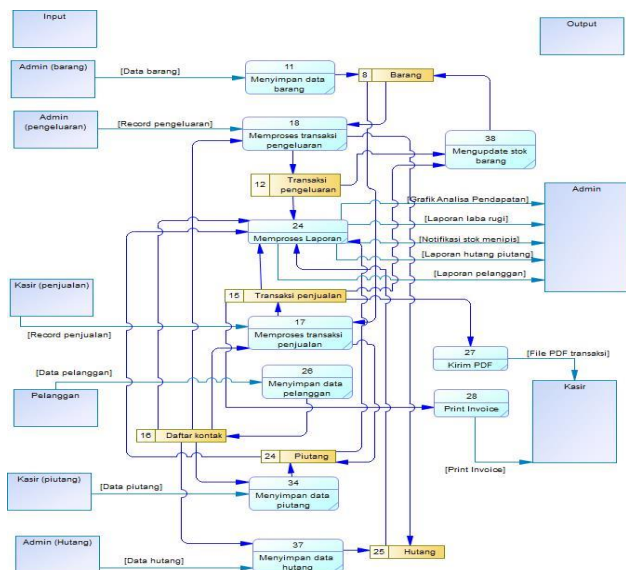 Input
Output
Admin (barang)
[Data barang]
11
Menyimpan data
barang
8
Barang
Admin
(pengeluaran)
[Record pengeluaran]
18
Memproses transaksi
pengeluaran
38
Mengupdate stok
barang
12
Transaksi
pengeluaran
Admin
[Grafik Analisa Pendapatan]
24
Memproses Laporan
[Laporan laba rugi]
[Notifikasi stok menipis]
[Laporan hutang piutang]
[Laporan pelanggan]
Kasir (penjualan)
15
Transaksi penjualan
[Record penjualan]
17
Memproses transaksi
penjualan
27
Kirim PDF
[File PDF transaksi]
Kasir
[Data pelanggan]
26
Menyimpan data
pelanggan
Pelanggan
28
Print Invoice
16
Daftar kontak
24
Piutang
[Print Invoice]
Kasir (piutang)
[Data piutang]
34
Menyimpan data
piutang
Admin (Hutang)
[Data hutang]
37
Menyimpan data
hutang
25
Hutang